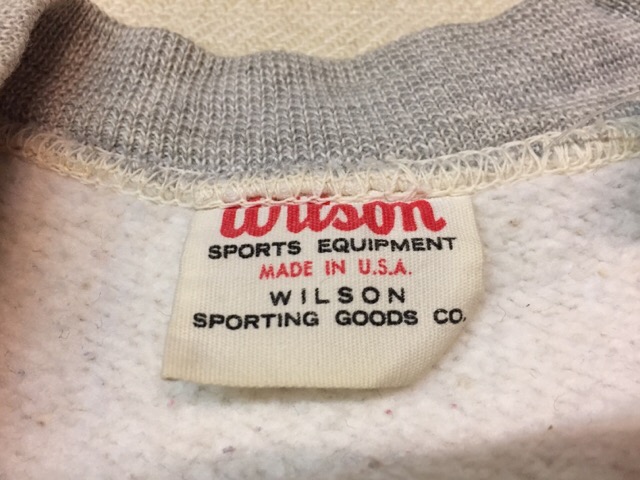 Wilson
SPORTS EQUIPMENT
MADE IN U.S.A.
WILSON
SPORTING GOODS CO.